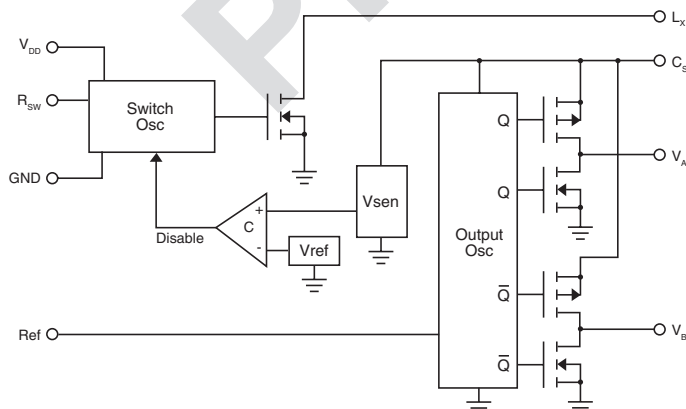 Lx
VDD
Cs
RSW
Switch
Osc
Q
GND
VA
Vsen
Q
+
C
Disable
-
Vref
Output
Osc
Q̅
Ref
VB
Q̅